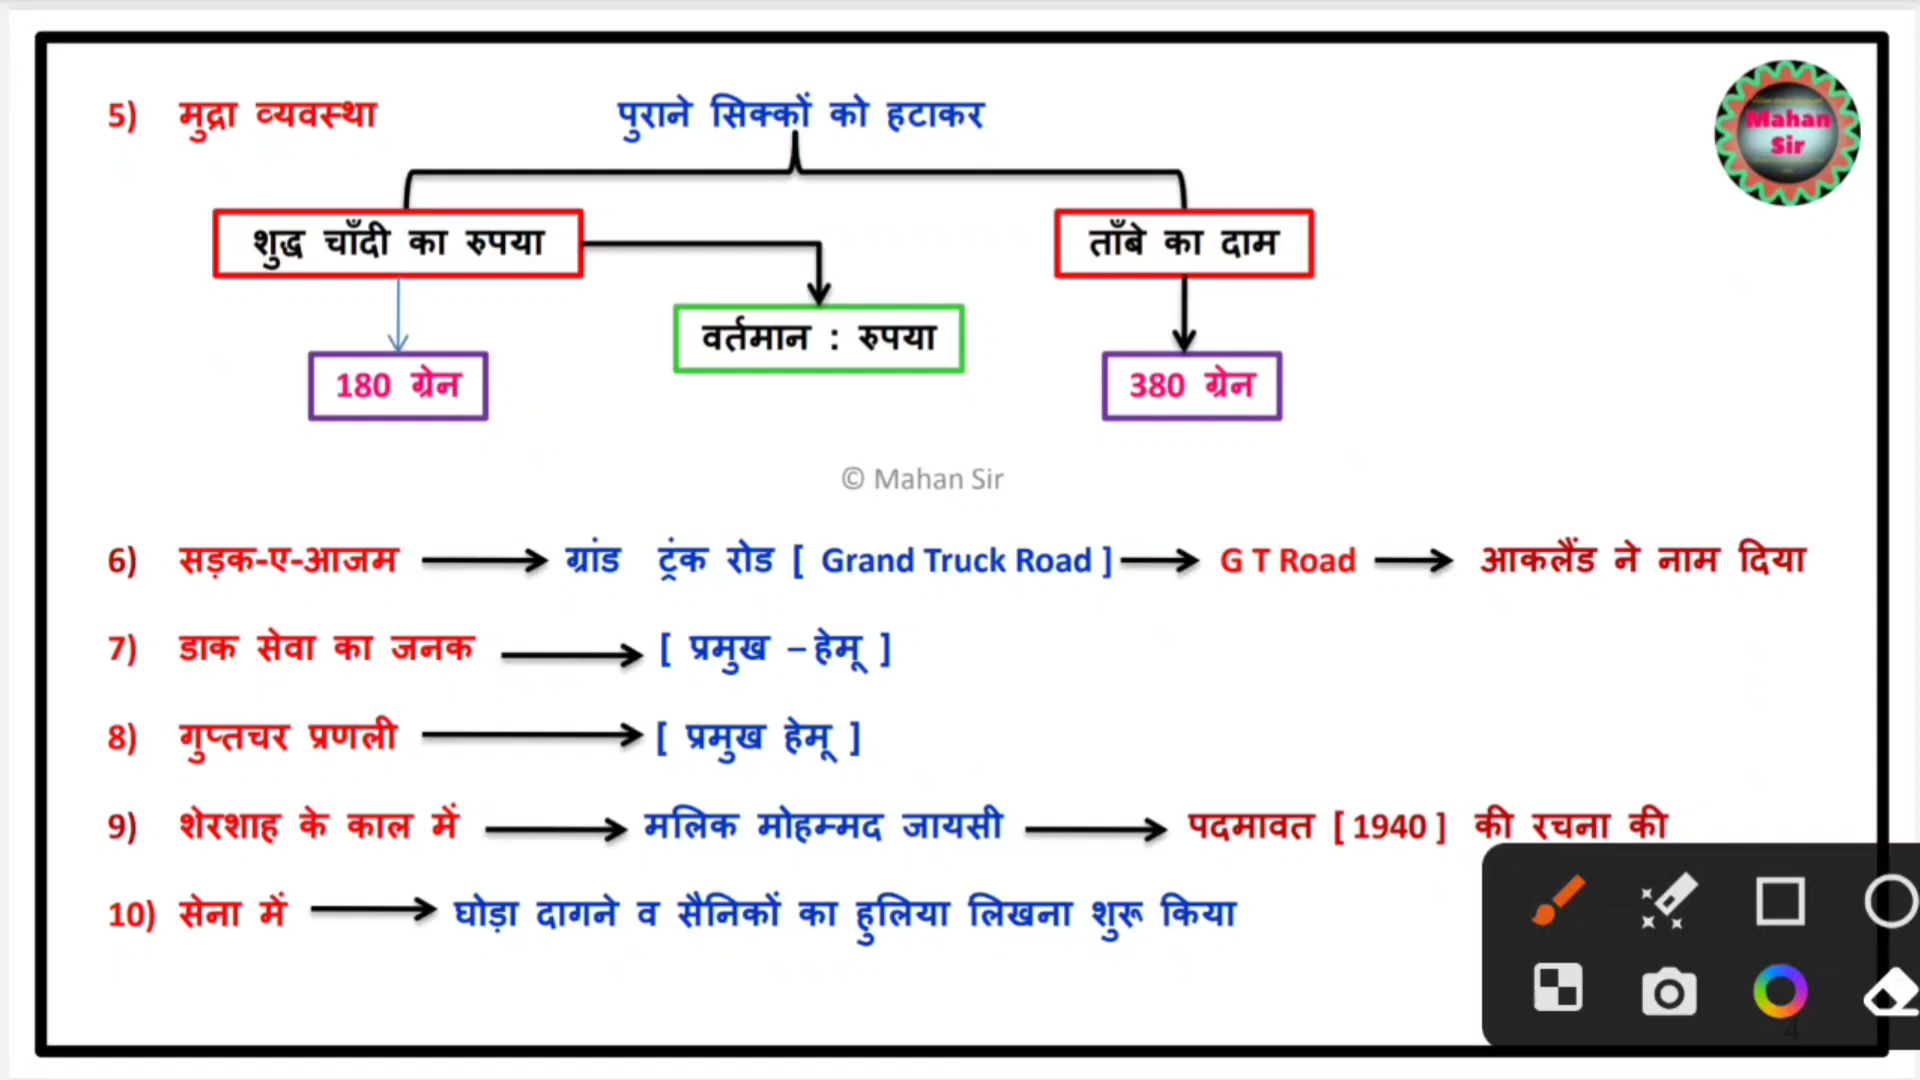 5) मुद्रा व्यवस्था
पुराने सिक्कों को हटाकर
Mahan
Sir
शुद्ध चाँदी का रुपया
ताँबे का दाम
वर्तमान : रुपया
180 ग्रेन
380 ग्रेन
© Mahan Sir
6) सड़क-ए-आजम → ग्रांड ट्रंक रोड [ Grand Truck Road ] → G T Road → आकलैंड ने नाम दिया
7) डाक सेवा का जनक → [ प्रमुख – हेमू ]
8) गुप्तचर प्रणली → [ प्रमुख हेमू ]
9) शेरशाह के काल में → मलिक मोहम्मद जायसी → पदमावत [ 1940 ] की रचना की
10) सेना में → घोड़ा दागने व सैनिकों का हुलिया लिखना शुरू किया
4